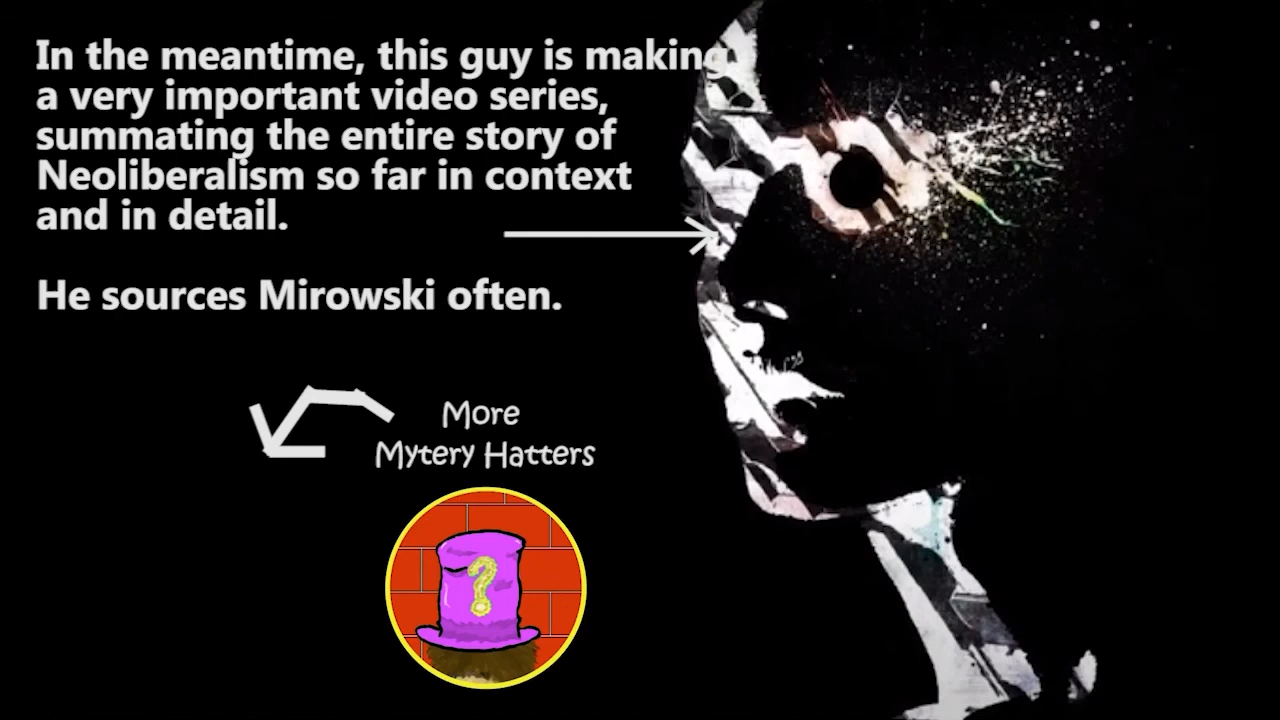 In the meantime, this guy is making
a very important video series,
summating the entire story of
Neoliberalism so far in context
and in detail.
He sources Mirowski often.
More
Mytery Hatters
?